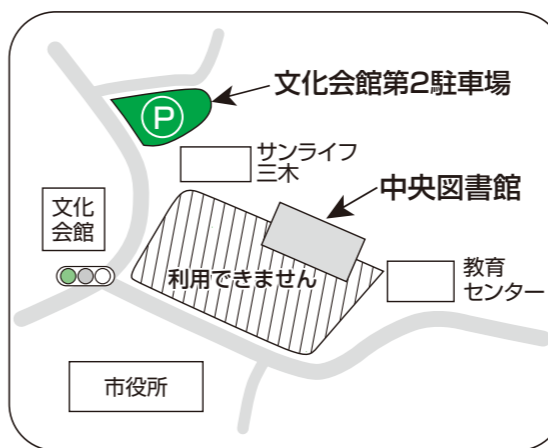 文化会館第2駐車場
P
サンライフ
三木
中央図書館
文化
会館
利用できません
教育
センター
市役所